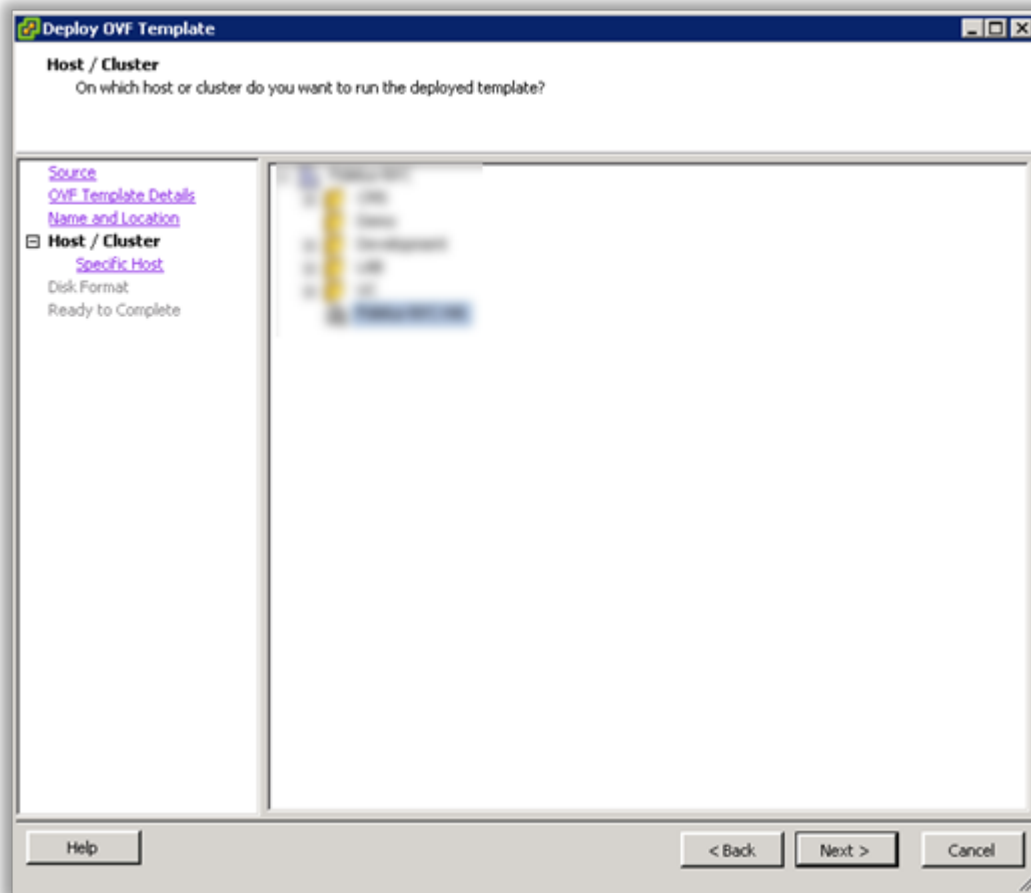 Deploy OVF Template
Host / Cluster
On which host or cluster do you want to run the deployed template?
Source
OVF Template Details
Name and Location
Host / Cluster
Specific Host
Disk Format
Ready to Complete
Development
Help
< Back
Next >
Cancel